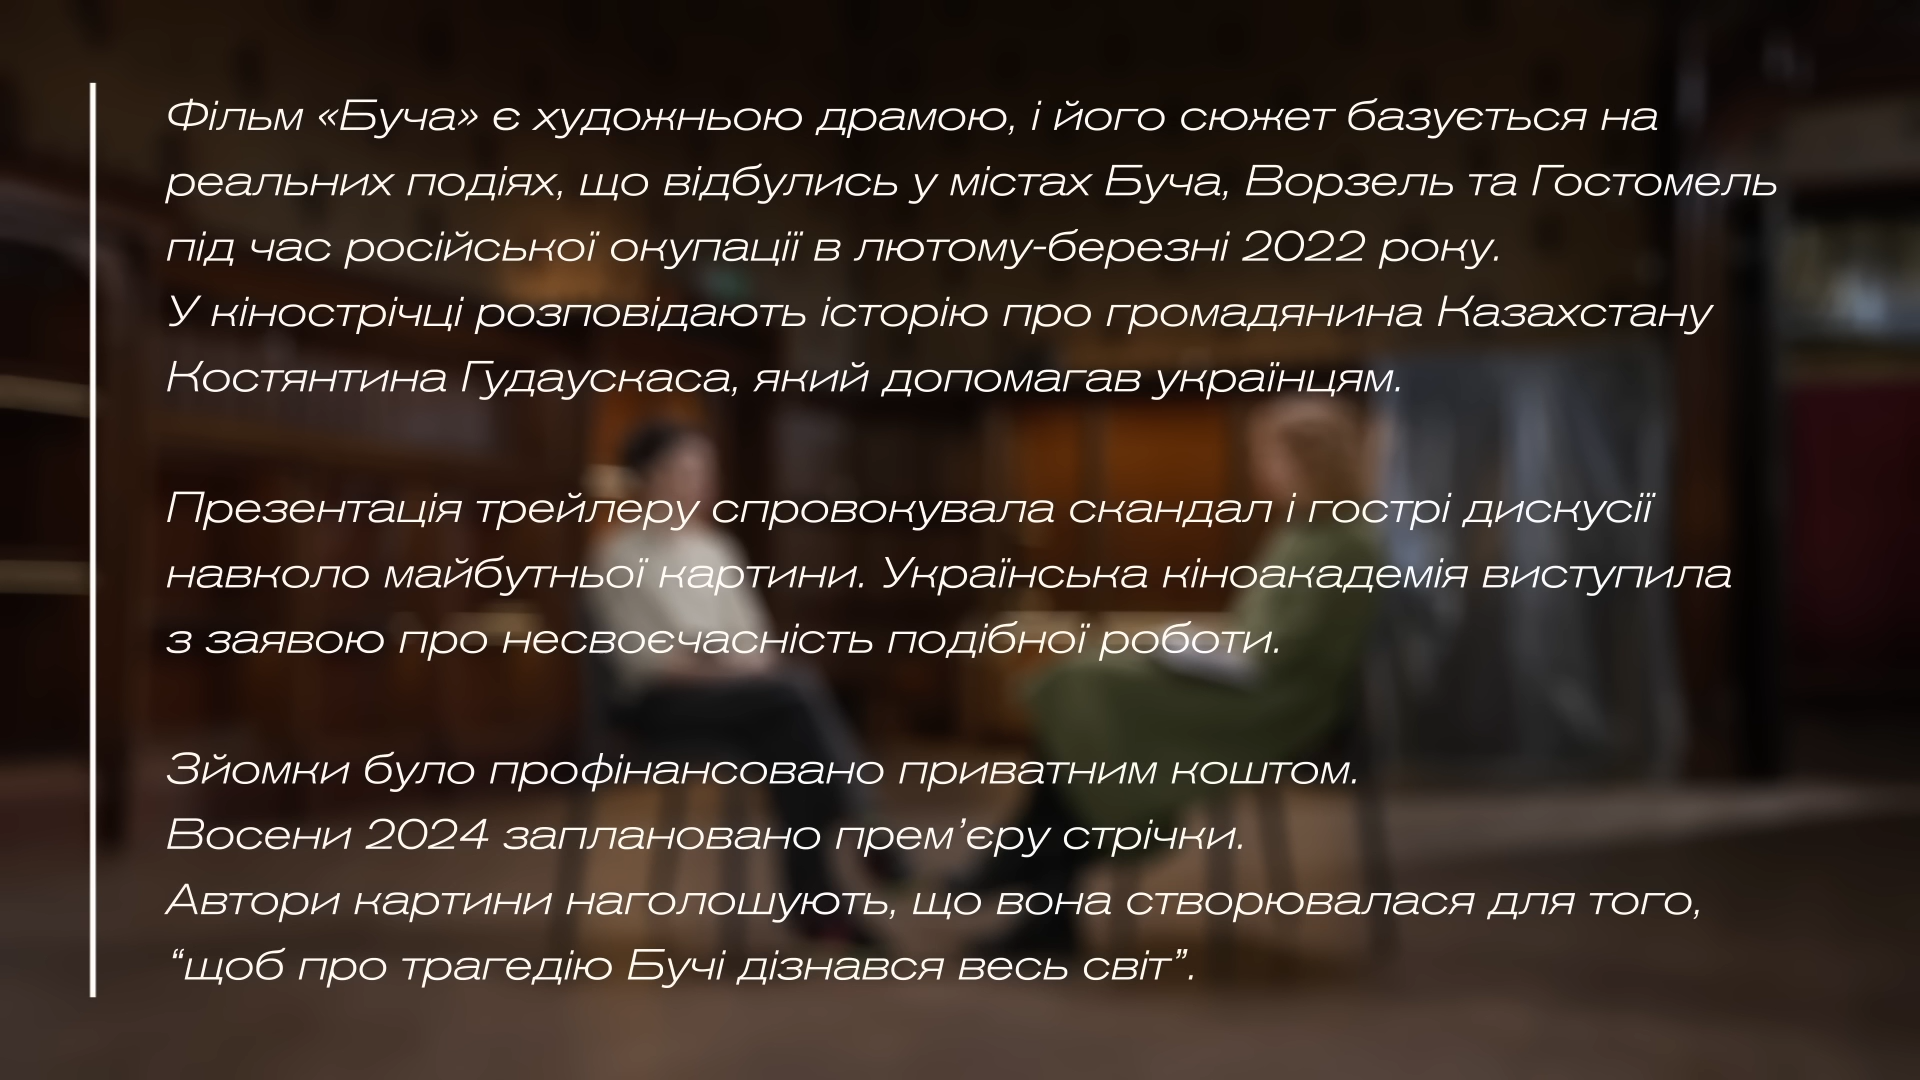 Фільм «Буча» є художньою драмою, і його сюжет базується на
реальних подіях, що відбулись у містах Буча, Ворзель та Гостомель
під час російської окупації в лютому-березні 2022 року.
У кінострічці розповідають історію про громадянина Казахстану
Костянтина Гудаускаса, який допомагав українцям.
Презентація трейлеру спровокувала скандал і гострі дискусії
навколо майбутньої картини. Українська кіноакадемія виступила
з заявою про несвоєчасність подібної роботи.
Зйомки було профінансовано приватним коштом.
Восени 2024 заплановано прем’єру стрічки.
Автори картини наголошують, що вона створювалася для того,
“щоб про трагедію Бучі дізнався весь світ”.